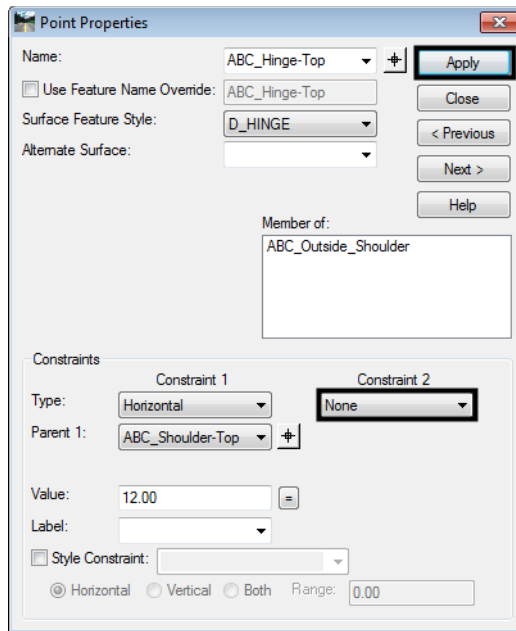 Point Properties
Name: ABC_Hinge-Top Apply
Use Feature Name Override: ABC_Hinge-Top Close
Surface Feature Style: D_HINGE < Previous
Alternate Surface: Next >
Help
Member of:
ABC_Outside_Shoulder
Constraints
Constraint 1 Constraint 2
Type: Horizontal None
Parent 1: ABC_Shoulder-Top
Value: 12.00 =
Label:
Style Constraint:
Horizontal Vertical Both Range: 0.00